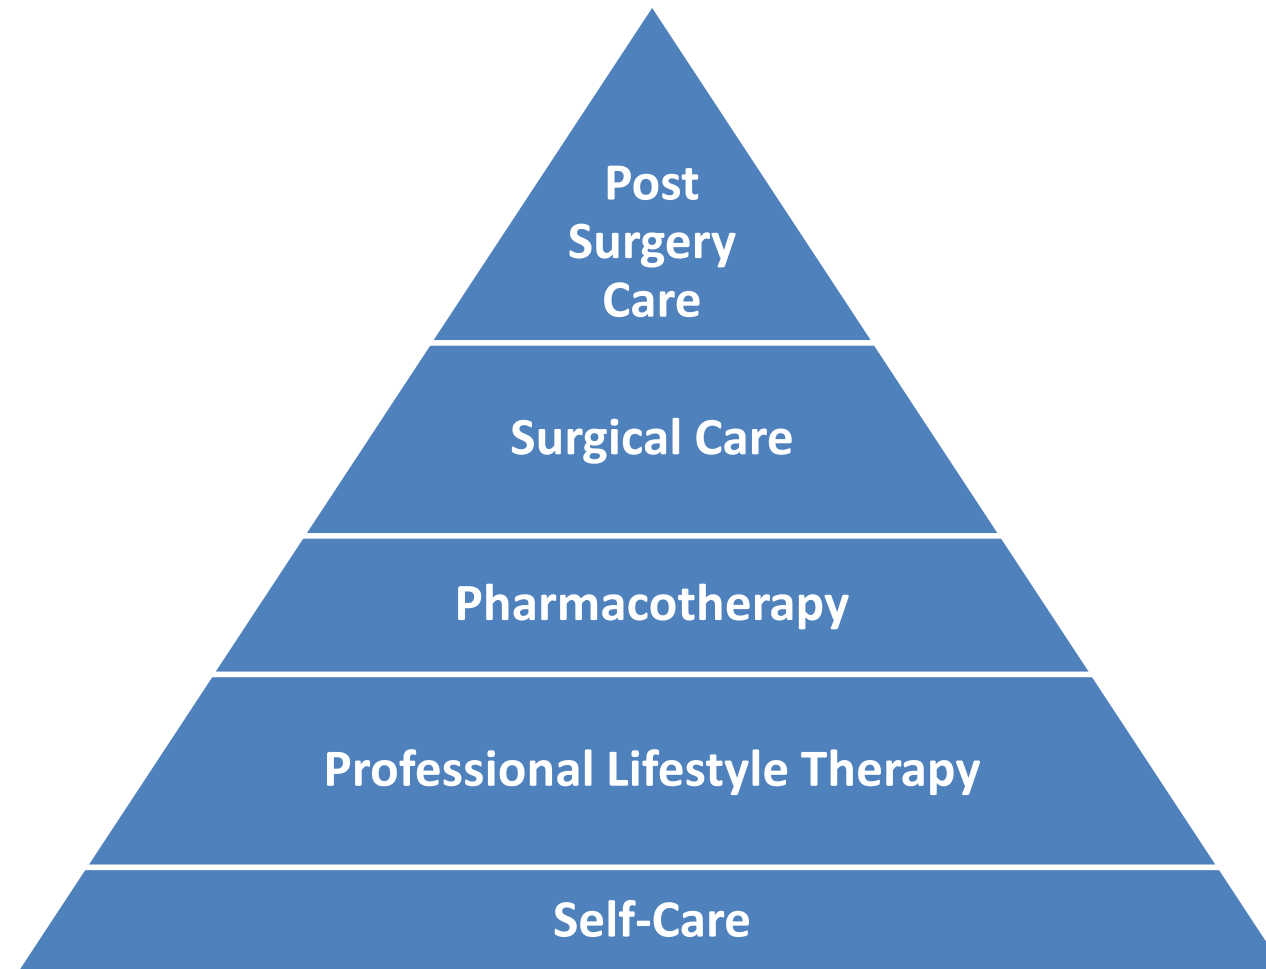 Post
Surgery
Care
Surgical Care
Pharmacotherapy
Professional Lifestyle Therapy
Self-Care